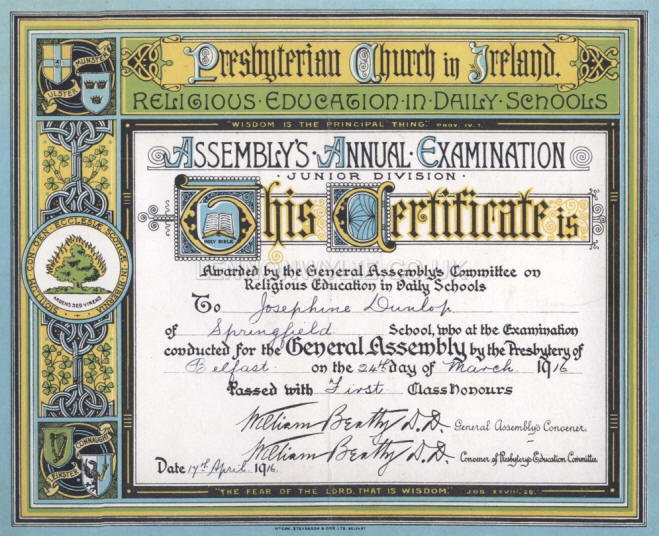 Presbyterian Church in Ireland.
RELIGIOUS · EDUCATION · IN · DAILY · SCHOOLS
"WISDOM IS THE PRINCIPAL THING." PROV. IV. 7.
ASSEMBLY'S · ANNUAL · EXAMINATION
· JUNIOR DIVISION ·
This Certificate is
HOLY BIBLE
Awarded by the General Assembly's Committee on
Religious Education in Daily Schools
To Josephine Dunlop
of Springfield School, who at the Examination
conducted for the General Assembly by the Presbytery of
Belfast. on the 24th day of March 1916
Passed with First Class Honours
William Beatty D.D. General Assembly's Convener.
William Beatty D.D. Convener of Presbytery's Education Committee.
Date 17th April 1916.
"THE FEAR OF THE LORD, THAT IS WISDOM." JOB XXVIII. 28.
MUNSTER
ULSTER
ARDENS SED VIRENS
CONNAUGHT
LEINSTER